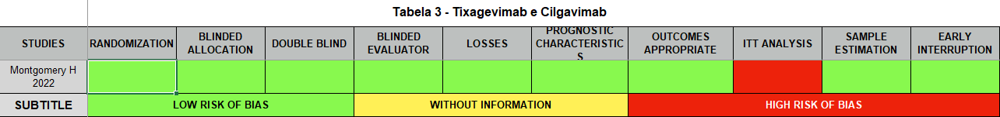 Tabela 3 - Tixagevimab e Cilgavimab
STUDIES
RANDOMIZATION
BLINDED
ALLOCATION
DOUBLE BLIND
BLINDED
EVALUATOR
LOSSES
PROGNOSTIC
CHARACTERISTIC
S
OUTCOMES
APPROPRIATE
ITT ANALYSIS
SAMPLE
ESTIMATION
EARLY
INTERRUPTION
Montgomery H
2022
SUBTITLE
LOW RISK OF BIAS
WITHOUT INFORMATION
HIGH RISK OF BIAS